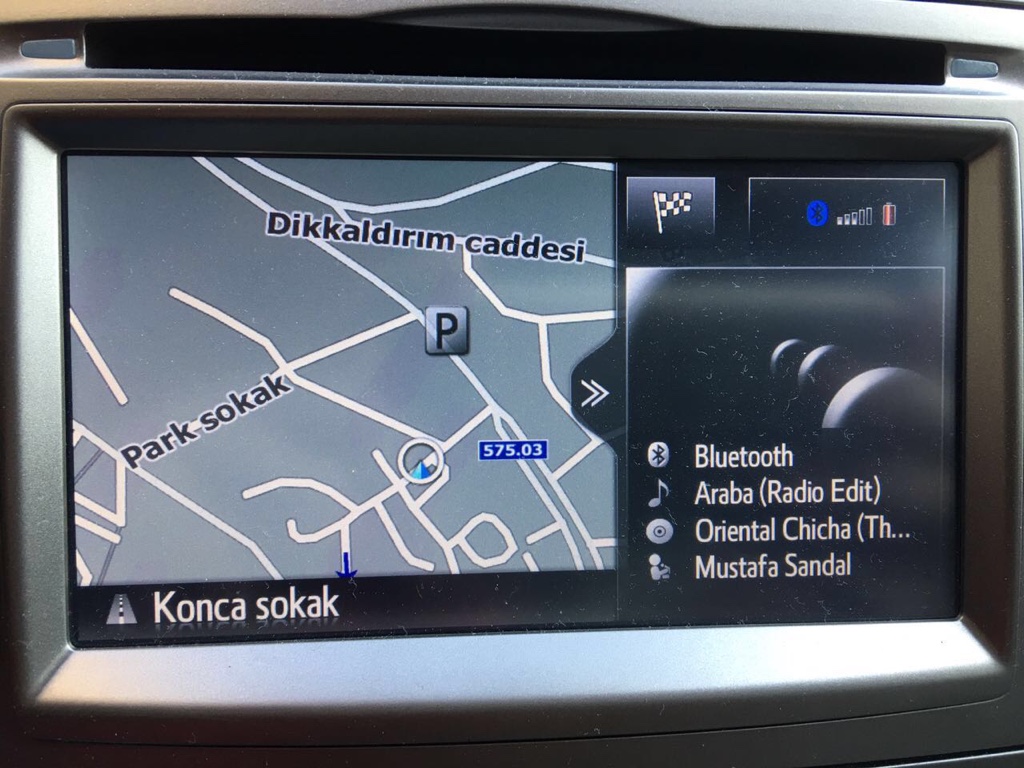 Dikkaldırım caddesi
P
Park sokak
575.03
Konca sokak
Bluetooth
Araba (Radio Edit)
Oriental Chicha (Th...
Mustafa Sandal